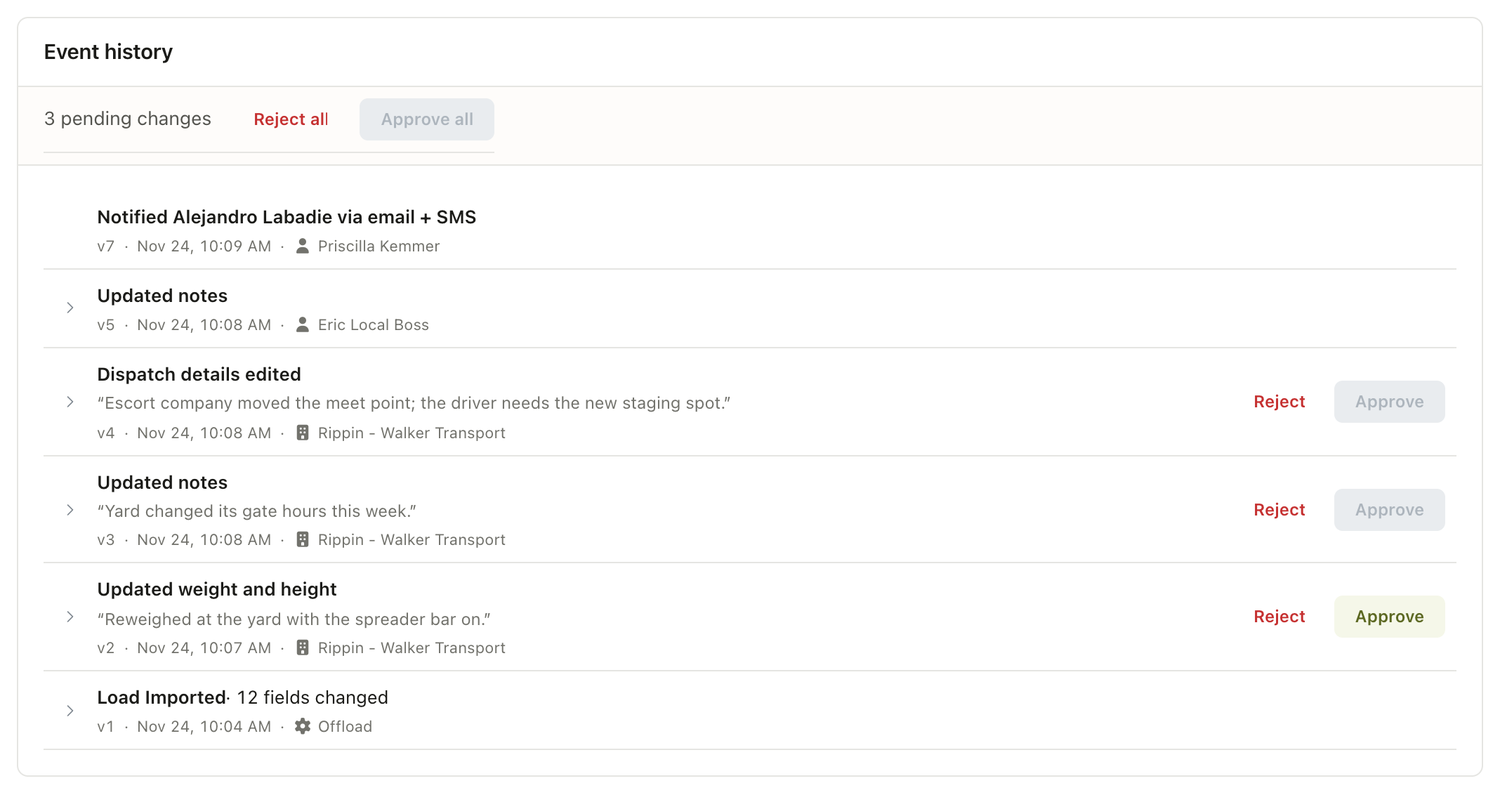 Event history
3 pending changes Reject all Approve all
Notified Alejandro Labadie via email + SMS
v7 · Nov 24, 10:09 AM · Priscilla Kemmer
Updated notes
v5 · Nov 24, 10:08 AM · Eric Local Boss
Dispatch details edited
“Escort company moved the meet point; the driver needs the new staging spot.”
Reject Approve
v4 · Nov 24, 10:08 AM · Rippin - Walker Transport
Updated notes
“Yard changed its gate hours this week.”
Reject Approve
v3 · Nov 24, 10:08 AM · Rippin - Walker Transport
Updated weight and height
“Reweighed at the yard with the spreader bar on.”
Reject Approve
v2 · Nov 24, 10:07 AM · Rippin - Walker Transport
Load Imported· 12 fields changed
v1 · Nov 24, 10:04 AM · Offload